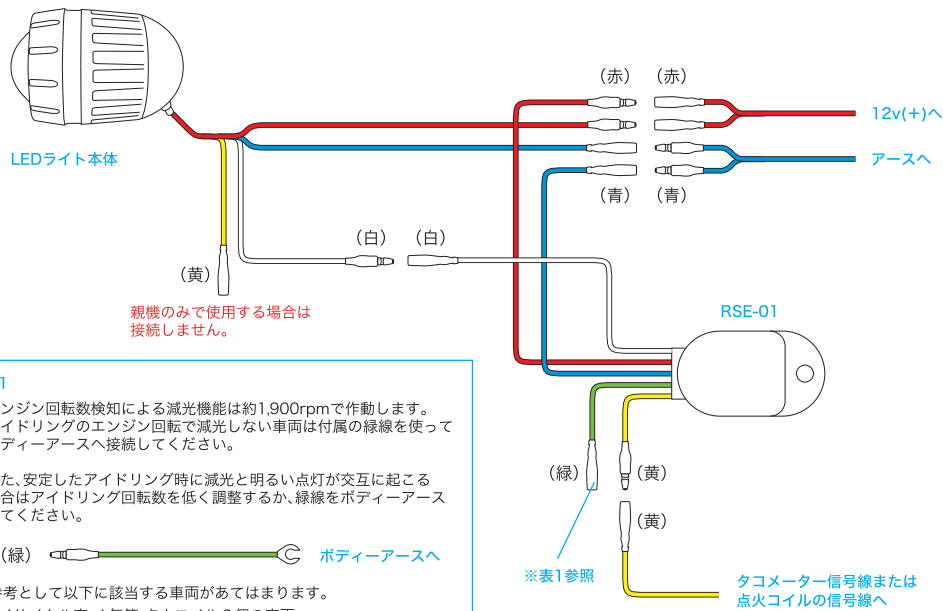 （赤）
（赤）
12v(+)へ
LEDライト本体
アースへ
（青）
（青）
（白）
（白）
（黄）
親機のみで使用する場合は
接続しません。
RSE-01
1
ンジン回転数検知による減光機能は約1,900rpmで作動します。
イドリングのエンジン回転で減光しない車両は付属の緑線を使って
ディーアースへ接続してください。
た、安定したアイドリング時に減光と明るい点灯が交互に起こる
合はアイドリング回転数を低く調整するか、緑線をボディーアース
てください。
（緑）
ボディーアースへ
考として以下に該当する車両があてはまります。
（緑）
（黄）
（黄）
※表1参照
タコメーター信号線または
点火コイルの信号線へ